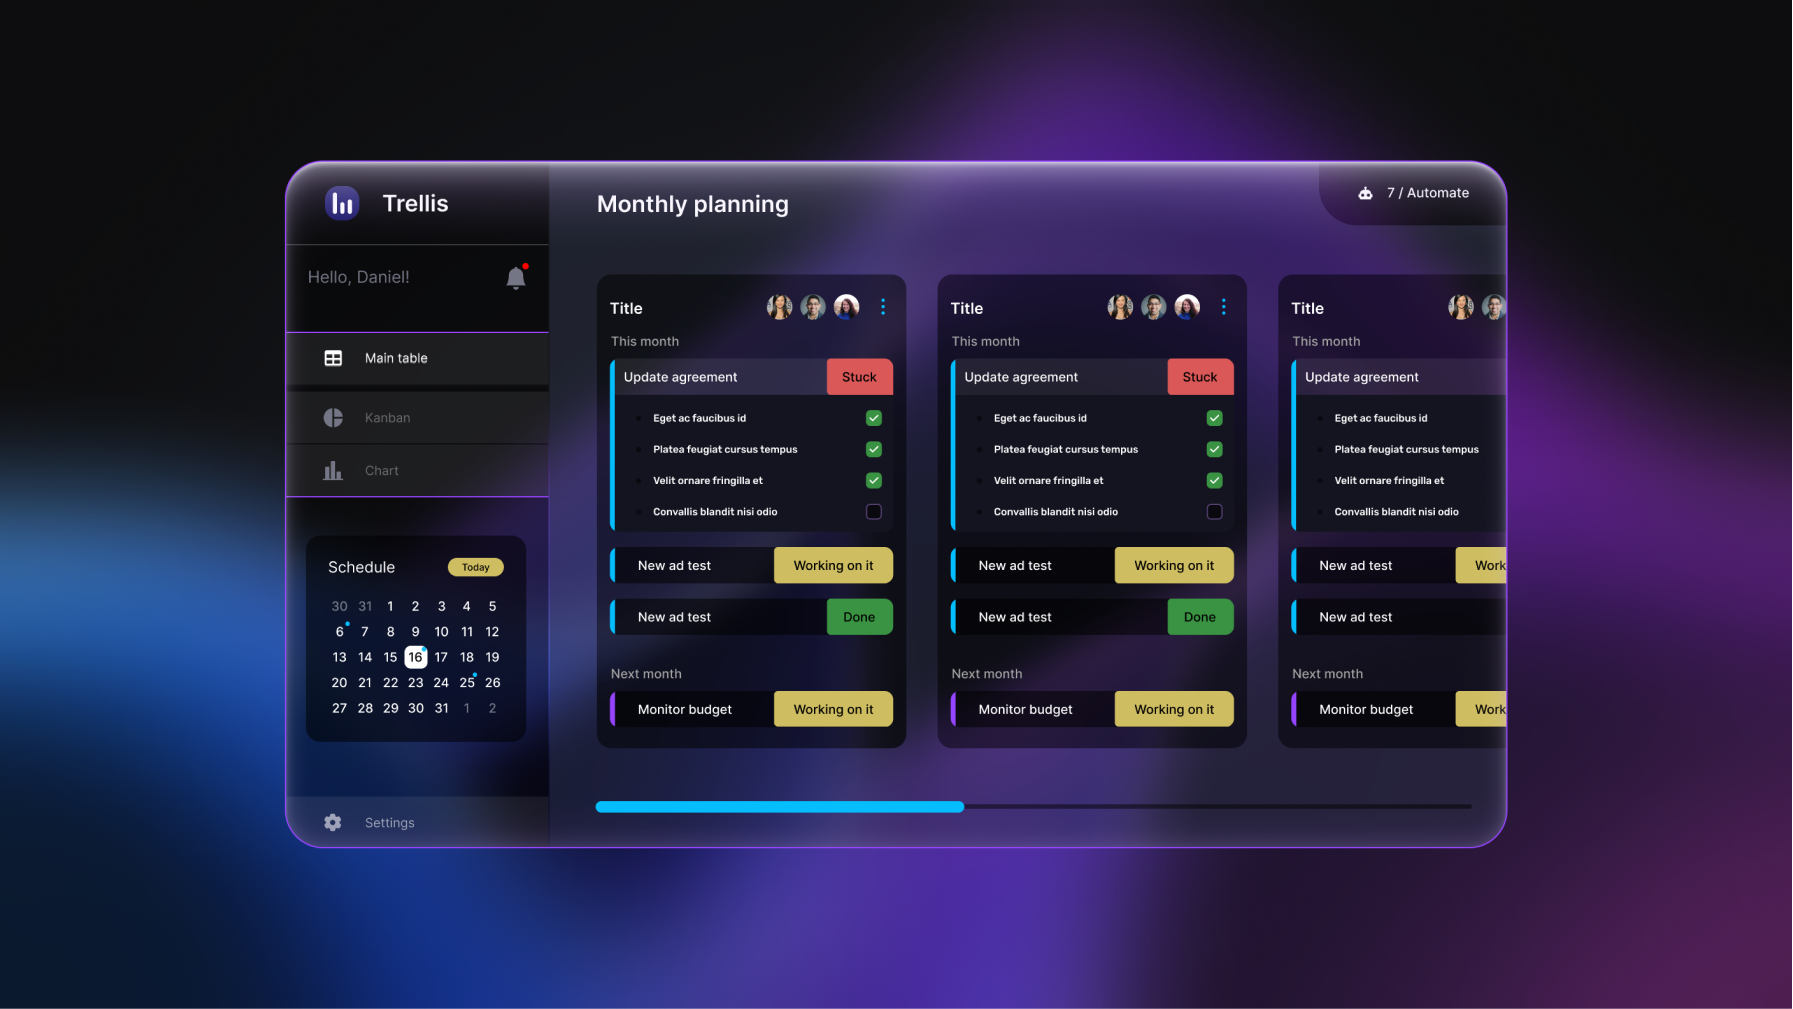 Trellis
Hello, Daniel!
Main table
Kanban
Chart
Schedule Today
30 31 1 2 3 4 5
6 7 8 9 10 11 12
13 14 15 16 17 18 19
20 21 22 23 24 25 26
27 28 29 30 31 1 2
Settings
Monthly planning
7 / Automate
Title
This month
Update agreement Stuck
Eget ac faucibus id
Platea feugiat cursus tempus
Velit ornare fringilla et
Convallis blandit nisi odio
New ad test Working on it
New ad test Done
Next month
Monitor budget Working on it
Title
This month
Update agreement Stuck
Eget ac faucibus id
Platea feugiat cursus tempus
Velit ornare fringilla et
Convallis blandit nisi odio
New ad test Working on it
New ad test Done
Next month
Monitor budget Working on it
Title
This month
Update agreement
Eget ac faucibus id
Platea feugiat cursus tempus
Velit ornare fringilla et
Convallis blandit nisi odio
New ad test Work
New ad test
Next month
Monitor budget Work